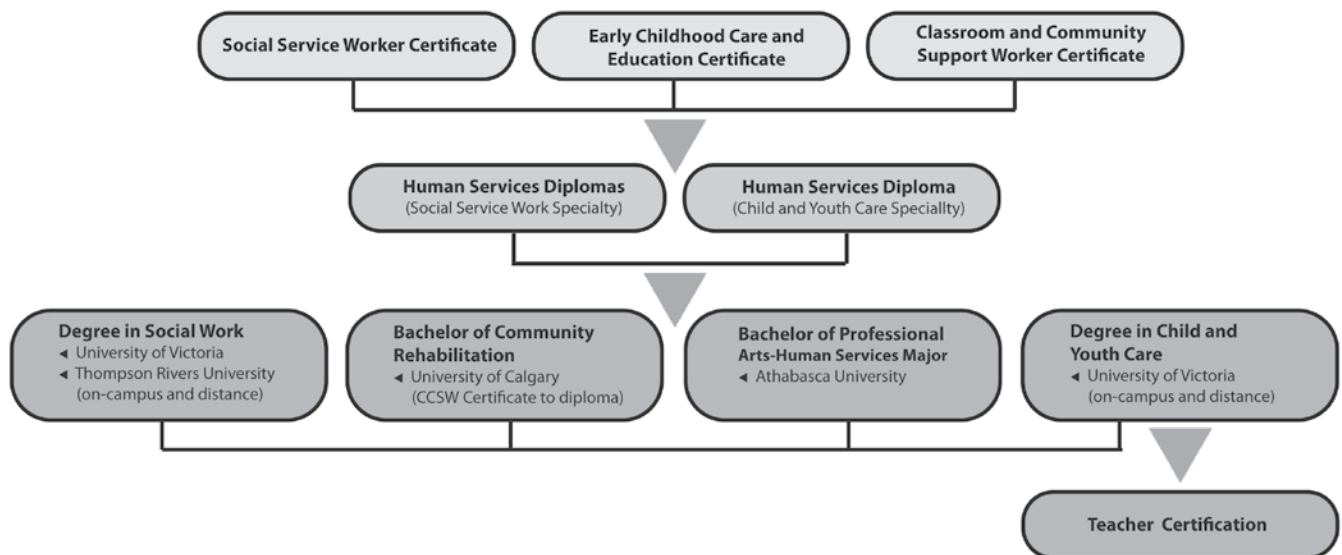 Social Service Worker Certificate
Early Childhood Care and
Education Certificate
Classroom and Community
Support Worker Certificate
Human Services Diplomas
(Social Service Work Specialty)
Human Services Diploma
(Child and Youth Care Speciallty)
Degree in Social Work
◄ University of Victoria
◄ Thompson Rivers University
(on-campus and distance)
Bachelor of Community
Rehabilitation
◄ University of Calgary
(CCSW Certificate to diploma)
Bachelor of Professional
Arts-Human Services Major
◄ Athabasca University
Degree in Child and
Youth Care
◄ University of Victoria
(on-campus and distance)
Teacher Certification